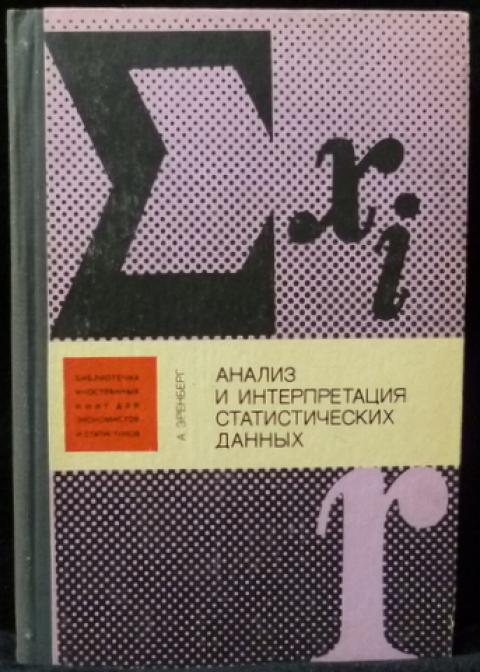 Σxi
БИБЛИОТЕЧКА
ИНОСТРАННЫХ
КНИГ ДЛЯ
ЭКОНОМИСТОВ
И СТАТИСТИКОВ
А. ЭРЕНБЕРГ
АНАЛИЗ
И ИНТЕРПРЕТАЦИЯ
СТАТИСТИЧЕСКИХ
ДАННЫХ
r